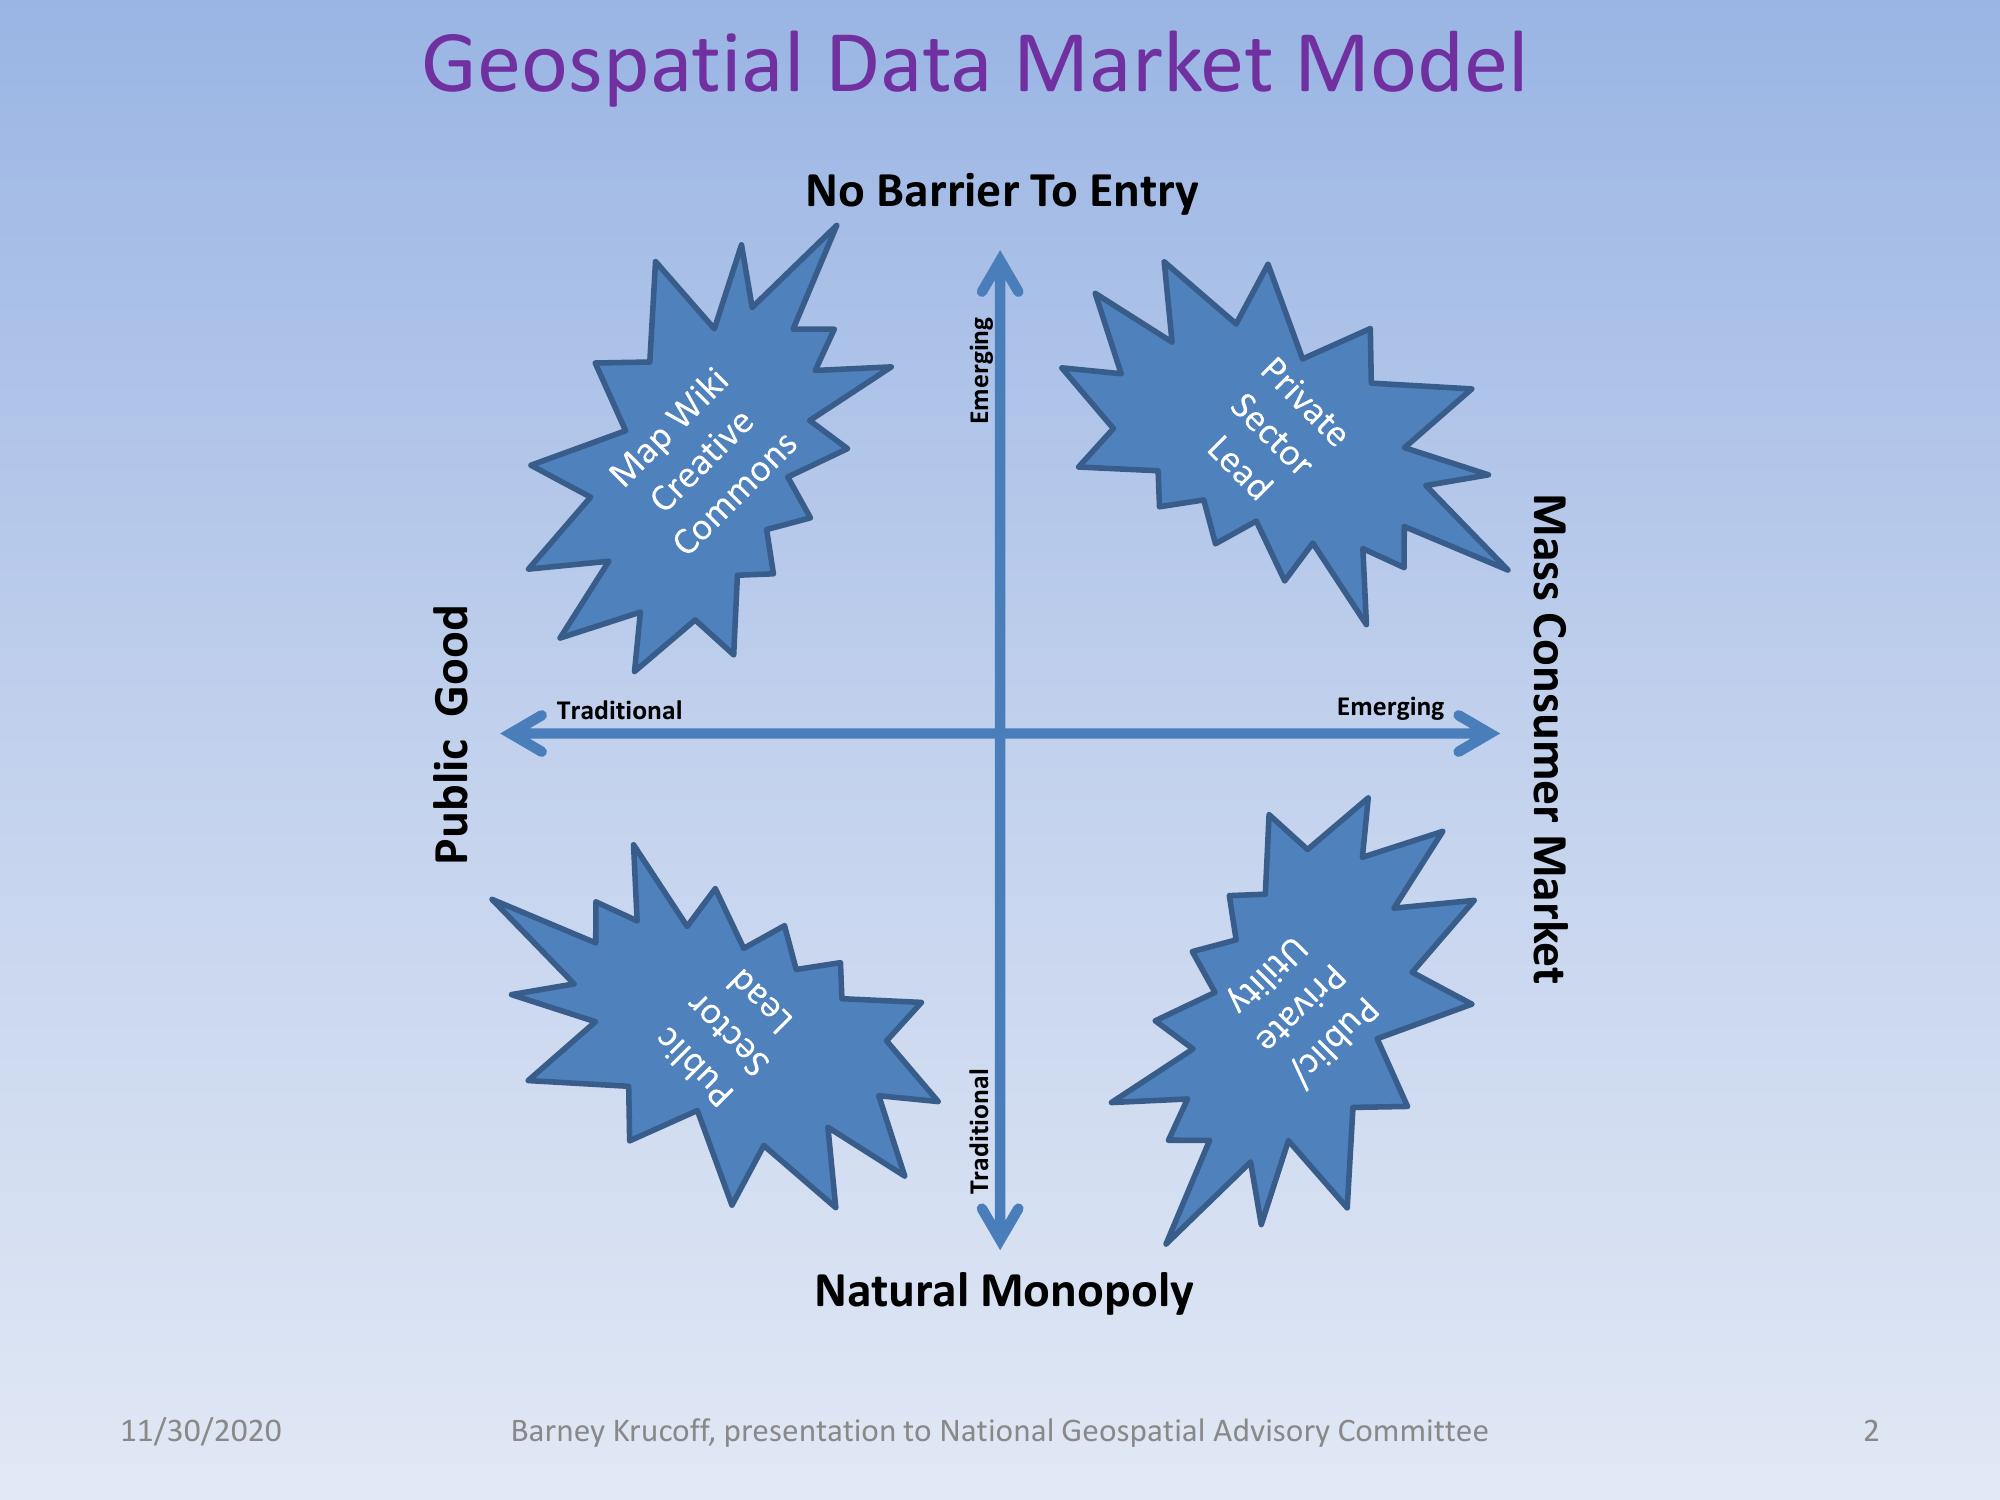 Geospatial Data Market Model
No Barrier To Entry
Emerging
Map Wiki
Creative
Commons
Private
Sector
Lead
Public  Good
Mass Consumer Market
Traditional
Emerging
Public
Sector
Lead
Public/
Private
Utility
Traditional
Natural Monopoly
11/30/2020
Barney Krucoff, presentation to National Geospatial Advisory Committee
2